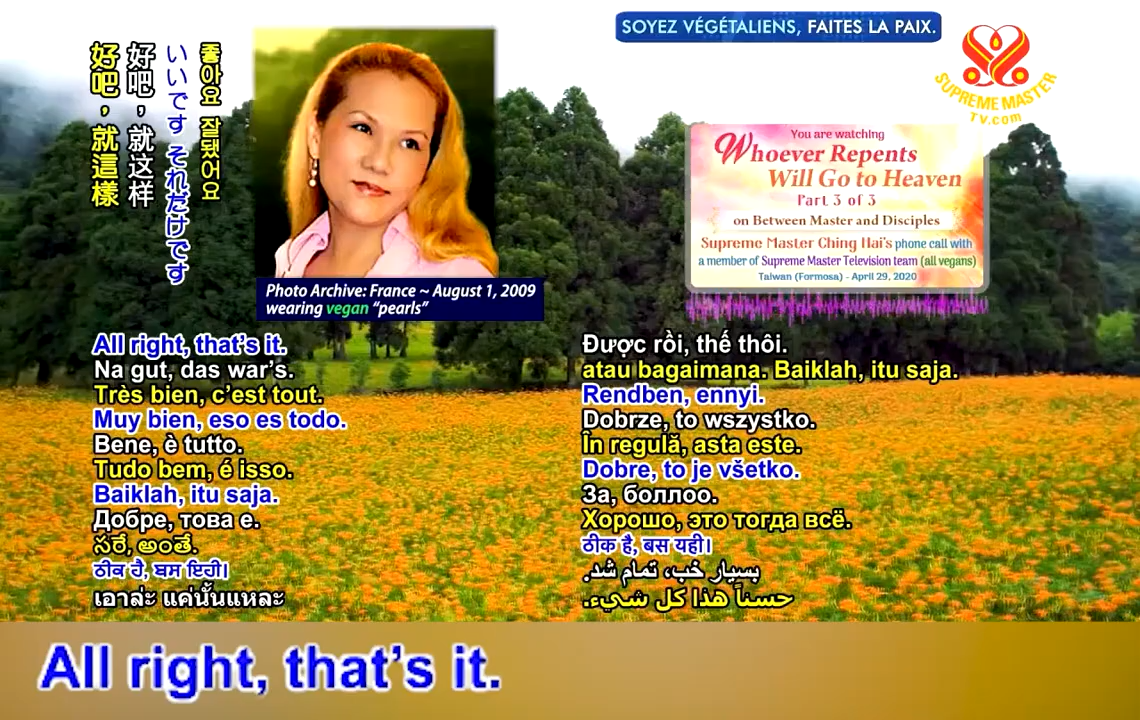 SOYEZ VÉGÉTALIENS, FAITES LA PAIX.
SUPREME MASTER
TV.com
好吧，就這樣
好吧，就这样
いいです それだけです
좋아요 잘됐어요
Photo Archive: France ~ August 1, 2009
wearing vegan “pearls”
You are watching
Whoever Repents
Will Go to Heaven
Part 3 of 3
on Between Master and Disciples
Supreme Master Ching Hai's phone call with
a member of Supreme Master Television team (all vegans)
Taiwan (Formosa) - April 29, 2020
All right, that’s it.
Na gut, das war’s.
Très bien, c’est tout.
Muy bien, eso es todo.
Bene, è tutto.
Tudo bem, é isso.
Baiklah, itu saja.
Добре, това е.
సరే, అంతే.
ਠੀਕ ਹੈ, ਬਸ ਇਹੀ।
เอาล่ะ แค่นั้นแหละ
Được rồi, thế thôi.
atau bagaimana. Baiklah, itu saja.
Rendben, ennyi.
Dobrze, to wszystko.
În regulă, asta este.
Dobre, to je všetko.
За, боллоо.
Хорошо, это тогда всё.
ठीक है, बस यही।
بسیار خب، تمام شد.
حسناً هذا كل شيء.
All right, that’s it.